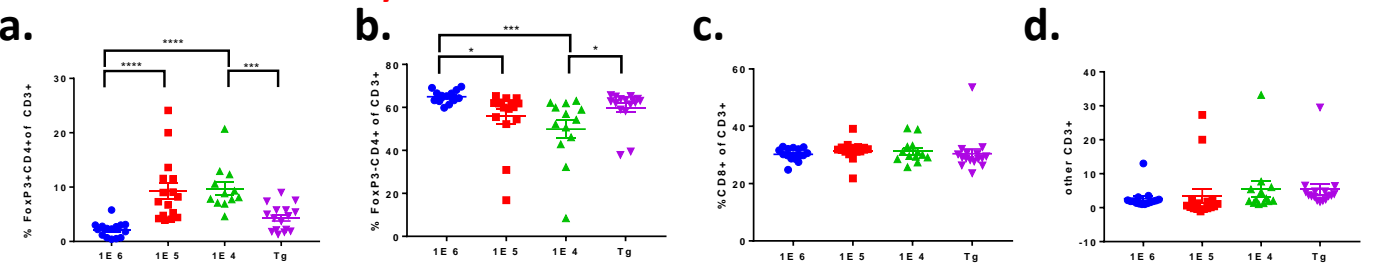 a.
****
****
***
% FoxP3+CD4+of CD3+
30
20
10
0
1E 6
1E 5
1E 4
Tg
b.
***
*
*
% FoxP3-CD4+ of CD3+
80
60
40
20
0
1E 6
1E 5
1E 4
Tg
c.
%CD8+ of CD3+
60
40
20
0
1E 6
1E 5
1E 4
Tg
d.
other CD3+
40
30
20
10
0
-10
1E 6
1E 5
1E 4
Tg